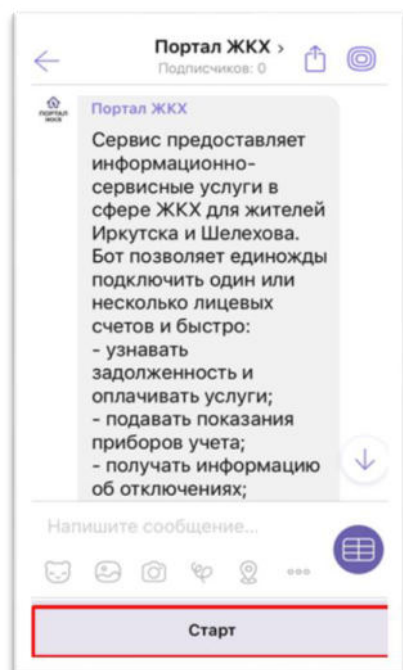 Портал ЖКХ >
Подписчиков: 0
ПОРТАЛ
ЖКХ
Портал ЖКХ
Сервис предоставляет
информационно-
сервисные услуги в
сфере ЖКХ для жителей
Иркутска и Шелехова.
Бот позволяет единожды
подключить один или
несколько лицевых
счетов и быстро:
- узнавать
задолженность и
оплачивать услуги;
- подавать показания
приборов учета;
- получать информацию
об отключениях;
Напишите сообщение...
Старт